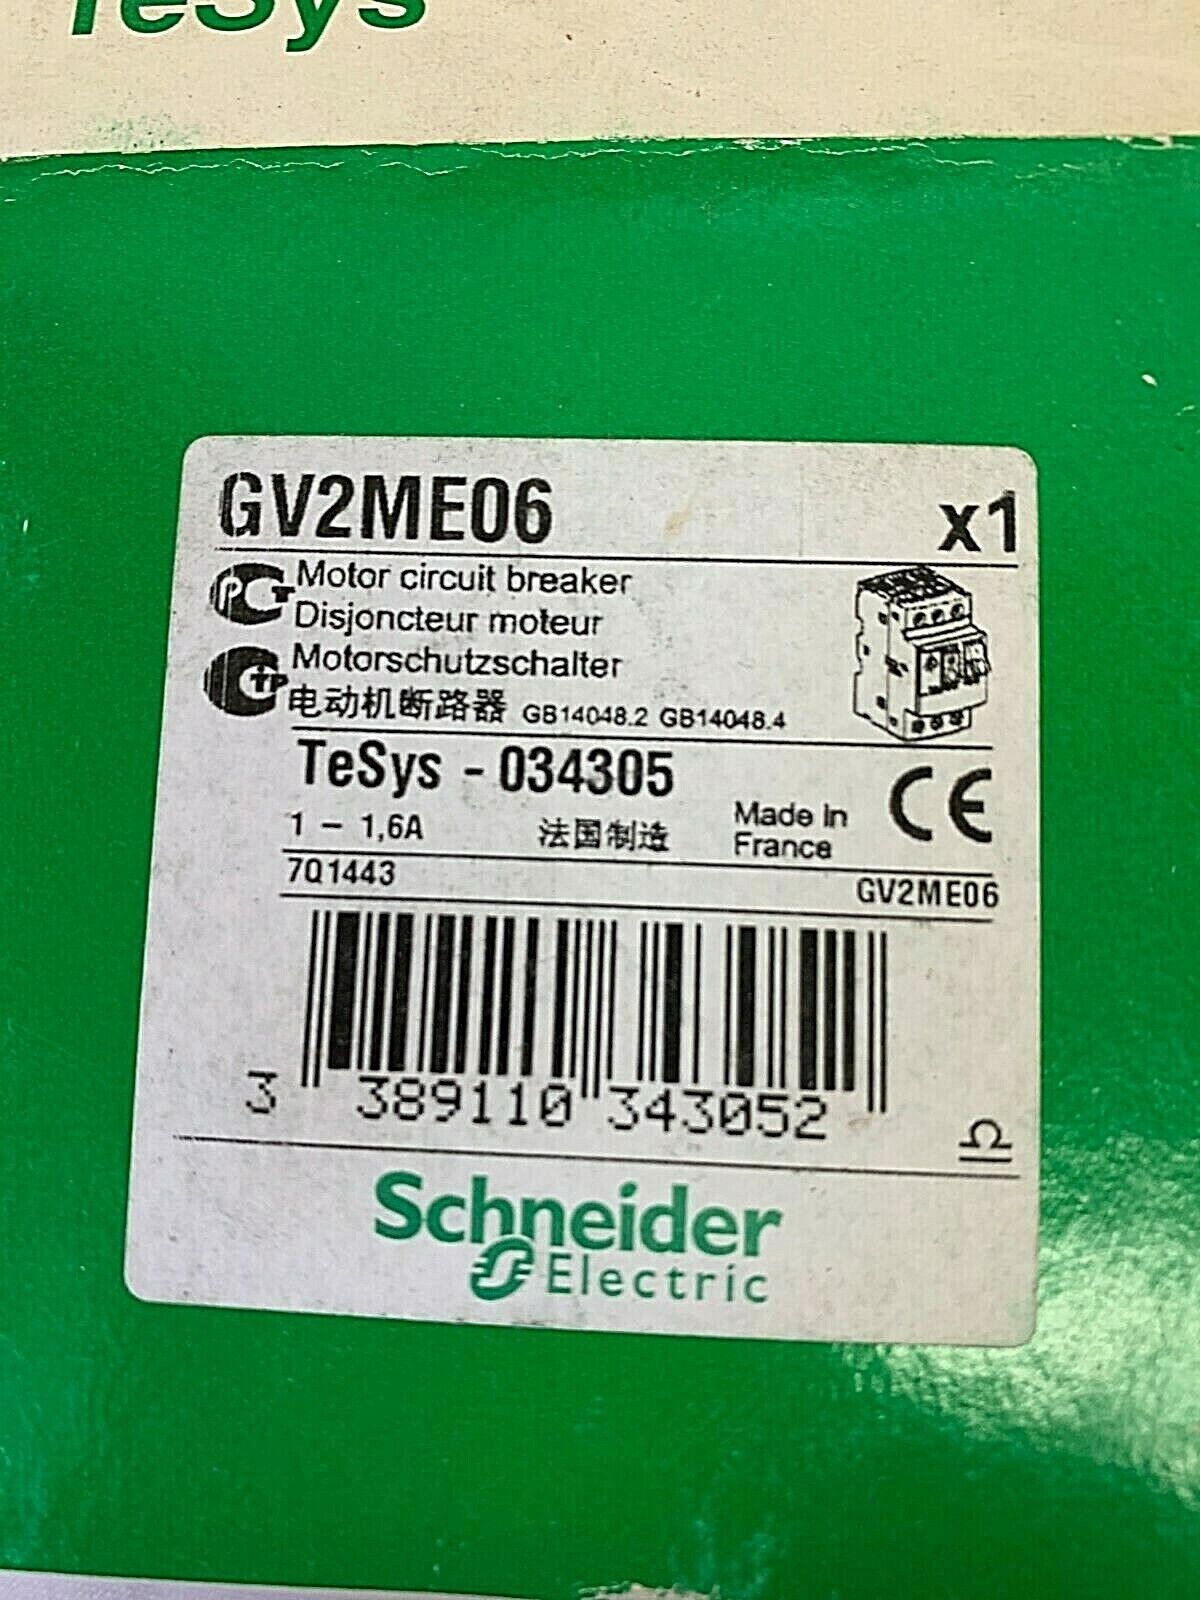 TeSys
GV2ME06
x1
Motor circuit breaker
Disjoncteur moteur
Motorschutzschalter
电动机断路器 GB14048.2 GB14048.4
TeSys - 034305
1 - 1,6A
法国制造
Made in
France
CE
7Q1443
GV2ME06
3 389110 343052
Schneider
Electric